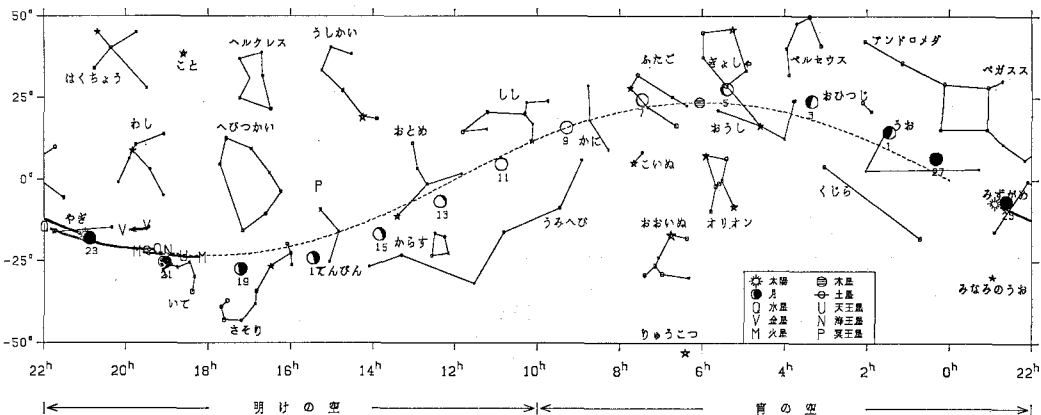 50°
25°
0°
-25°
-50°
はくちょう
こと
ヘルクレス
うしかい
ふたご
ぎょしゃ
ペルセウス
アンドロメダ
ペガスス
わし
へびつかい
おとめ
しし
かに
おうし
おひつじ
うお
こいぬ
くじら
みずがめ
やぎ
いて
さそり
てんびん
からす
うみへび
おおいぬ
オリオン
みなみのうお
りゅうこつ
P
V V
M Q N U M
23
21
19
17
15
13
11
9
7
5
3
1
27
25
太陽 木星
月 土星
Q 水星 U 天王星
V 金星 N 海王星
M 火星 P 冥王星
22h 20h 18h 16h 14h 12h 10h 8h 6h 4h 2h 0h 22h
明けの空 宵の空